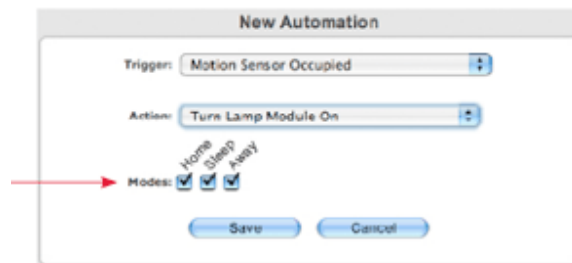 New Automation
Trigger: Motion Sensor Occupied
Action: Turn Lamp Module On
Home Sleep Away
Modes:
Save Cancel